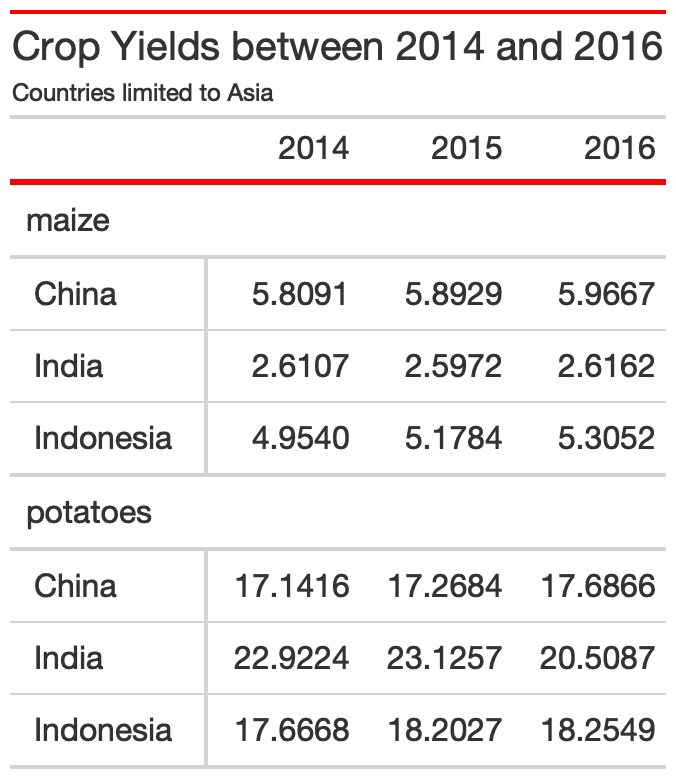 Crop Yields between 2014 and 2016
Countries limited to Asia
2014 2015 2016
maize
China 5.8091 5.8929 5.9667
India 2.6107 2.5972 2.6162
Indonesia 4.9540 5.1784 5.3052
potatoes
China 17.1416 17.2684 17.6866
India 22.9224 23.1257 20.5087
Indonesia 17.6668 18.2027 18.2549